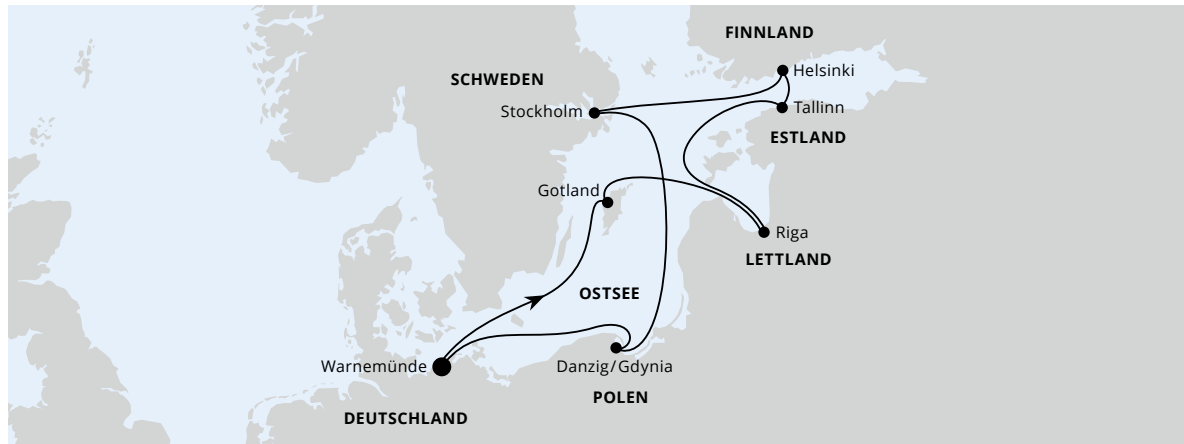 FINNLAND
Helsinki
SCHWEDEN
Stockholm
Tallinn
ESTLAND
Gotland
Riga
LETTLAND
OSTSEE
Warnemünde
Danzig/Gdynia
POLEN
DEUTSCHLAND